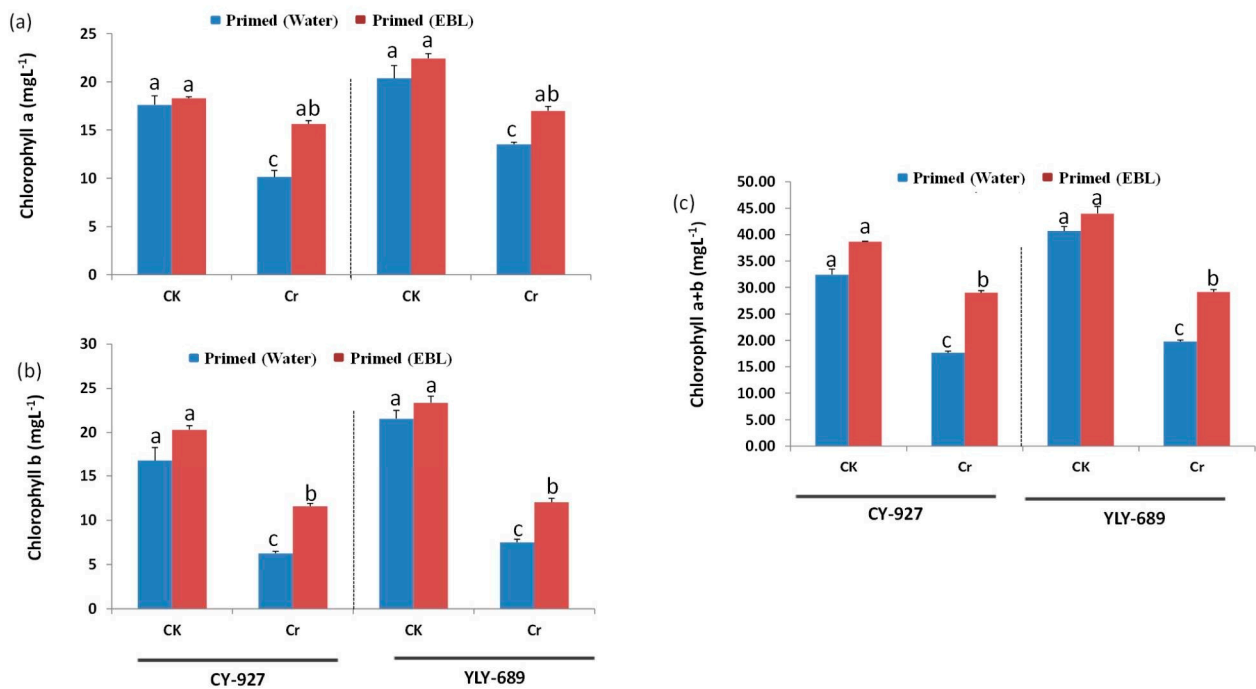 (a)
Primed (Water) Primed (EBL)
Chlorophyll a (mgL⁻¹)
25
20
15
10
5
0
a a c ab a a c ab
CK Cr CK Cr
(b)
Primed (Water) Primed (EBL)
Chlorophyll b (mgL⁻¹)
30
25
20
15
10
5
0
a a c b a a c b
CK Cr CK Cr
CY-927 YLY-689
(c)
Primed (Water) Primed (EBL)
Chlorophyll a+b (mgL⁻¹)
50.00
45.00
40.00
35.00
30.00
25.00
20.00
15.00
10.00
5.00
0.00
a a c b a a c b
CK Cr CK Cr
CY-927 YLY-689